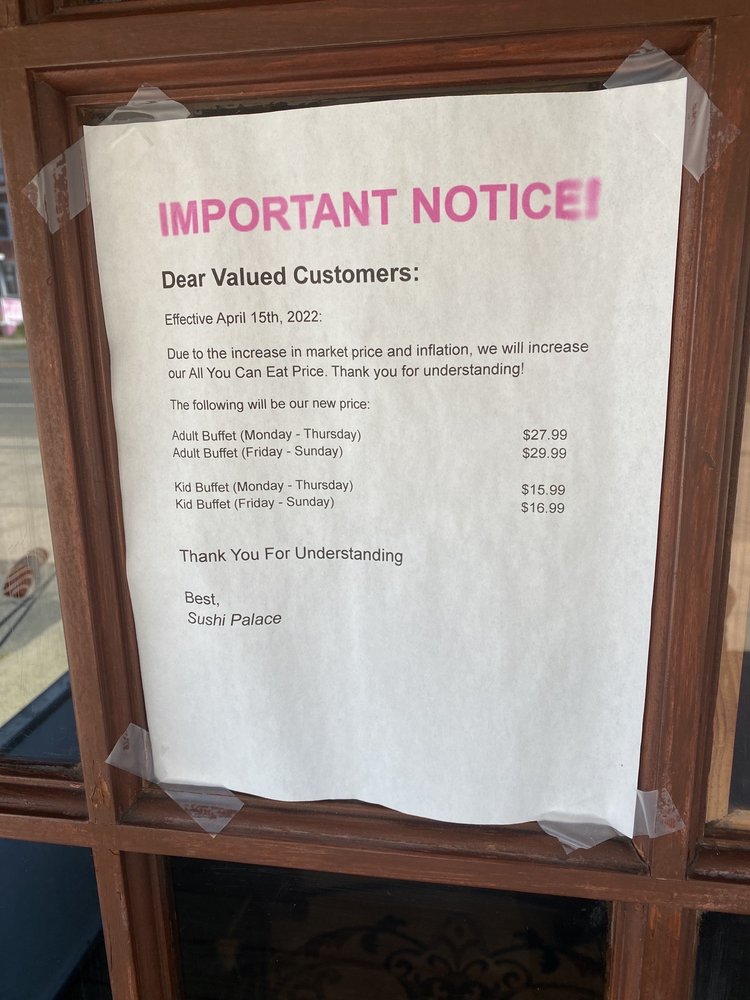 IMPORTANT NOTICE!
Dear Valued Customers:
Effective April 15th, 2022:
Due to the increase in market price and inflation, we will increase
our All You Can Eat Price. Thank you for understanding!
The following will be our new price:
Adult Buffet (Monday - Thursday) $27.99
Adult Buffet (Friday - Sunday) $29.99
Kid Buffet (Monday - Thursday) $15.99
Kid Buffet (Friday - Sunday) $16.99
Thank You For Understanding
Best,
Sushi Palace